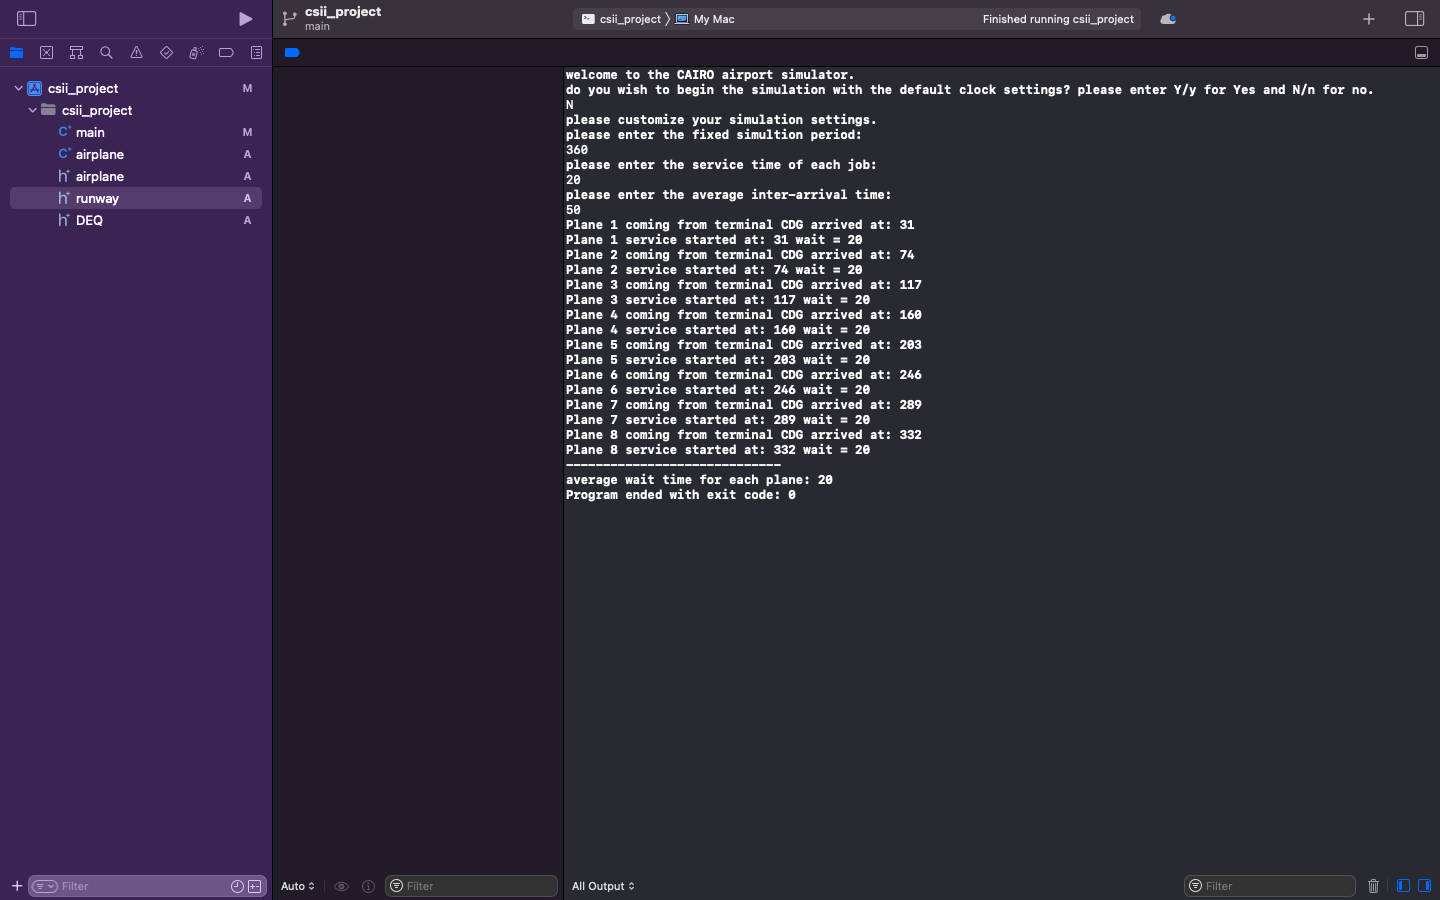 csii_project
main
csii_project
My Mac
Finished running csii_project
csii_project M
csii_project
main M
airplane A
airplane A
runway A
DEQ A
welcome to the CAIRO airport simulator.
do you wish to begin the simulation with the default clock settings? please enter Y/y for Yes and N/n for no.
N
please customize your simulation settings.
please enter the fixed simultion period:
360
please enter the service time of each job:
20
please enter the average inter-arrival time:
50
Plane 1 coming from terminal CDG arrived at: 31
Plane 1 service started at: 31 wait = 20
Plane 2 coming from terminal CDG arrived at: 74
Plane 2 service started at: 74 wait = 20
Plane 3 coming from terminal CDG arrived at: 117
Plane 3 service started at: 117 wait = 20
Plane 4 coming from terminal CDG arrived at: 160
Plane 4 service started at: 160 wait = 20
Plane 5 coming from terminal CDG arrived at: 203
Plane 5 service started at: 203 wait = 20
Plane 6 coming from terminal CDG arrived at: 246
Plane 6 service started at: 246 wait = 20
Plane 7 coming from terminal CDG arrived at: 289
Plane 7 service started at: 289 wait = 20
Plane 8 coming from terminal CDG arrived at: 332
Plane 8 service started at: 332 wait = 20
-----------------------------
average wait time for each plane: 20
Program ended with exit code: 0
Filter
Auto
Filter
All Output
Filter